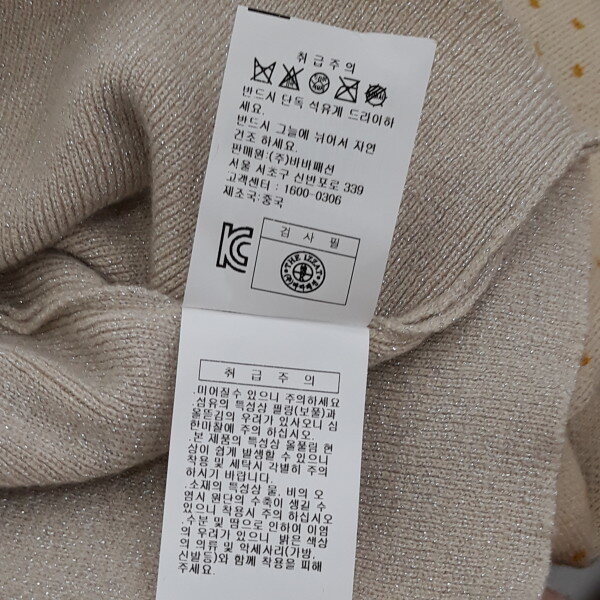 취급주의
반드시 단독 석유계 드라이하
세요.
반드시 그늘에 뉘어서 자연
건조 하세요.
판매원:(주)바바패션
서울 서초구 신반포로 339
고객센터 : 1600-0306
제조국:중국
검 사 필
THE IZZAT
취 급 주 의
.미어질수 있으니 주의하세요
.섬유의 특성상 필링(보풀)과
올뜯김의 우려가 있사오니 심
한마찰에 주의 하십시오.
.본 제품의 특성상 올풀림 현
상이 쉽게 발생할 수 있으니
착용 및 세탁시 각별히 주의
하시기 바랍니다.
.소재의 특성상 물, 비의 오
염시 원단의 수축이 생길 수
있으니 착용시 주의 하십시오
.수분 및 땀으로 인하여 이염
의 우려가 있으니 밝은 색상
의 의류 및 악세사리(가방,
신발등)와 함께 착용을 피해
주세요.